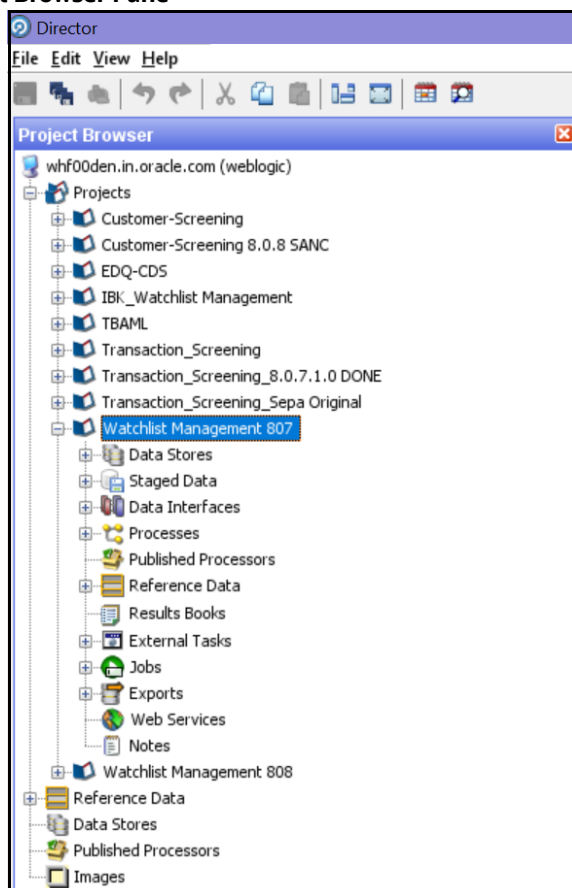 t Browser Pane
Director
File Edit View Help
Project Browser
whf00den.in.oracle.com (weblogic)
Projects
Customer-Screening
Customer-Screening 8.0.8 SANC
EDQ-CDS
IBK_Watchlist Management
TBAML
Transaction_Screening
Transaction_Screening_8.0.7.1.0 DONE
Transaction_Screening_Sepa Original
Watchlist Management 807
Data Stores
Staged Data
Data Interfaces
Processes
Published Processors
Reference Data
Results Books
External Tasks
Jobs
Exports
Web Services
Notes
Watchlist Management 808
Reference Data
Data Stores
Published Processors
Images